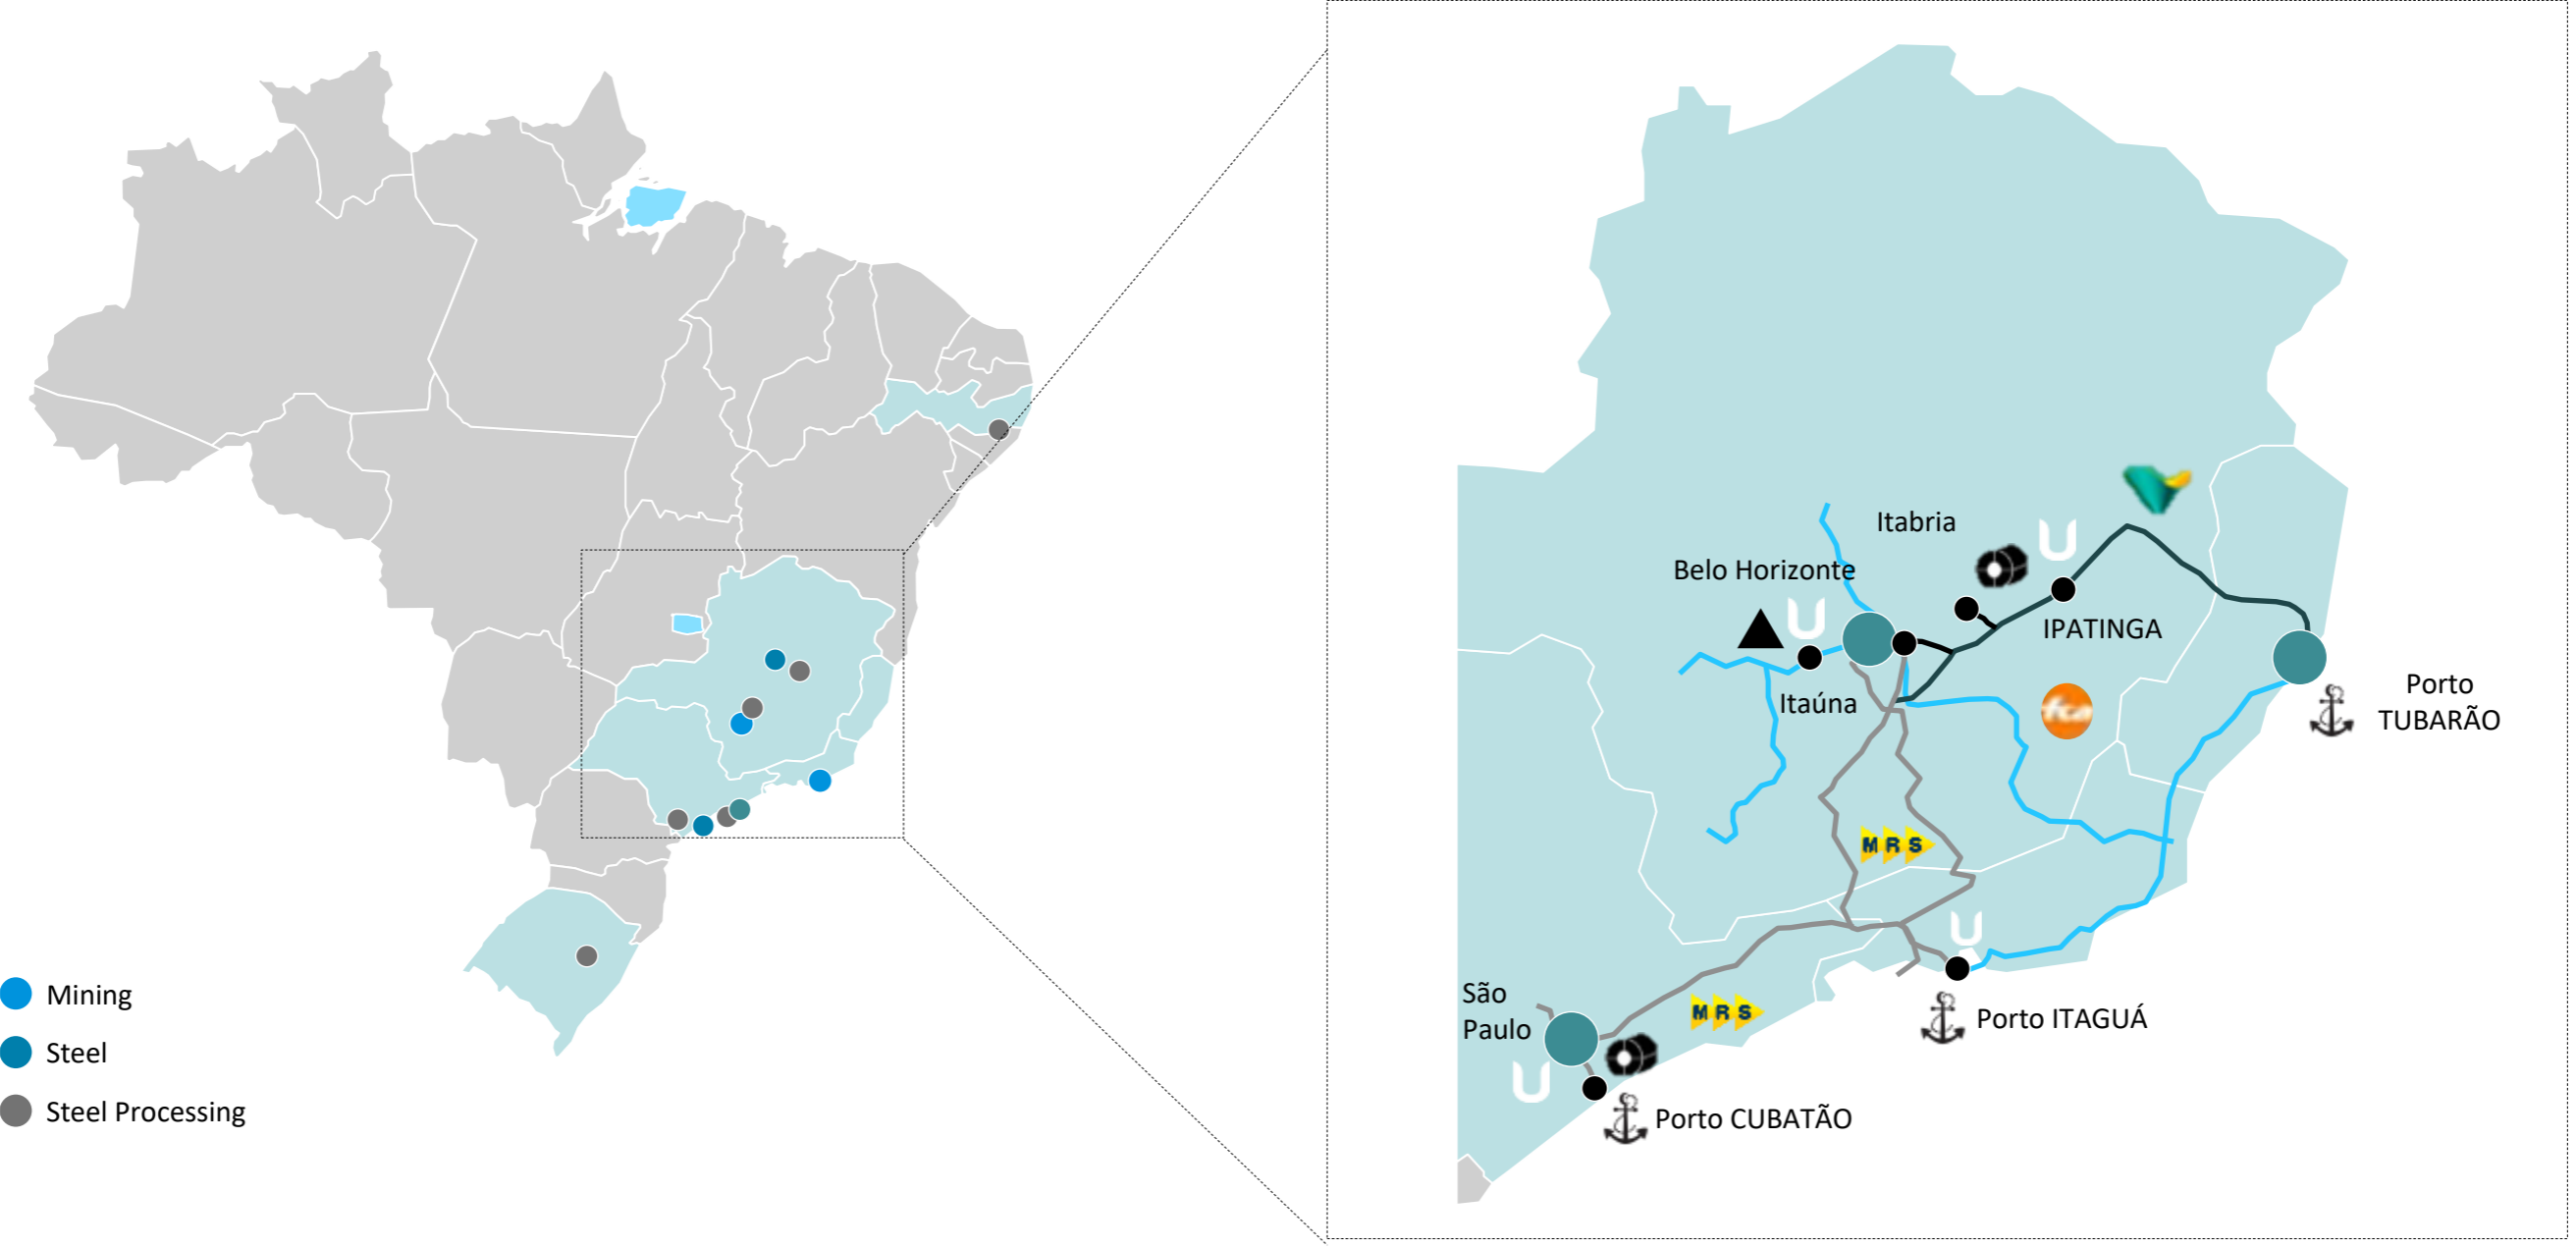 Mining
Steel
Steel Processing
Itabria
Belo Horizonte
U
U
IPATINGA
Itaúna
fca
Porto
TUBARÃO
MRS
U
São
Paulo
MRS
Porto ITAGUÁ
U
Porto CUBATÃO